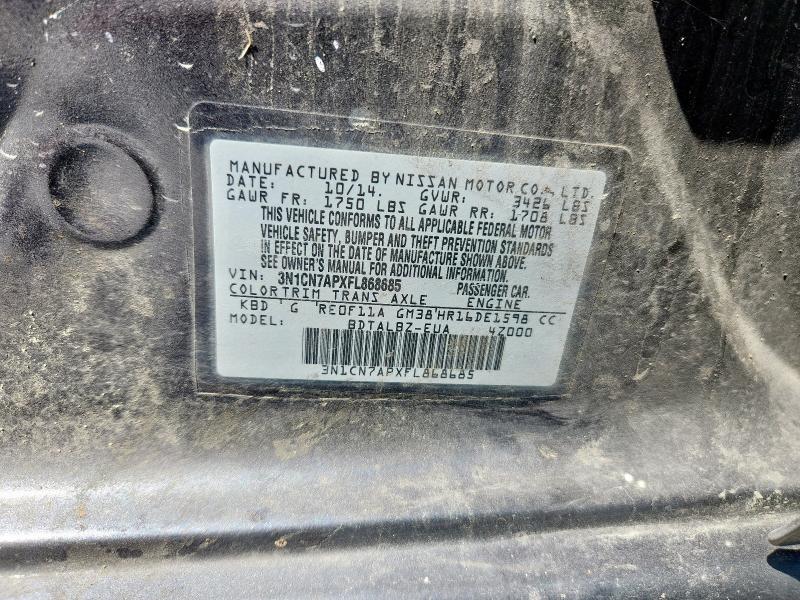 MANUFACTURED BY NISSAN MOTOR CO., LTD.
DATE: 10/14. GVWR: 3426 LBS
GAWR FR: 1750 LBS GAWR RR: 1708 LBS
THIS VEHICLE CONFORMS TO ALL APPLICABLE FEDERAL MOTOR
VEHICLE SAFETY, BUMPER AND THEFT PREVENTION STANDARDS
IN EFFECT ON THE DATE OF MANUFACTURE SHOWN ABOVE.
SEE OWNER'S MANUAL FOR ADDITIONAL INFORMATION.
VIN: 3N1CN7APXFL868685 PASSENGER CAR.
COLOR TRIM TRANS AXLE ENGINE
KBD G RE0F11A GM38 HR16DE1598 CC
MODEL: BDTALBZ-EUA 4Z000
3N1CN7APXFL868685